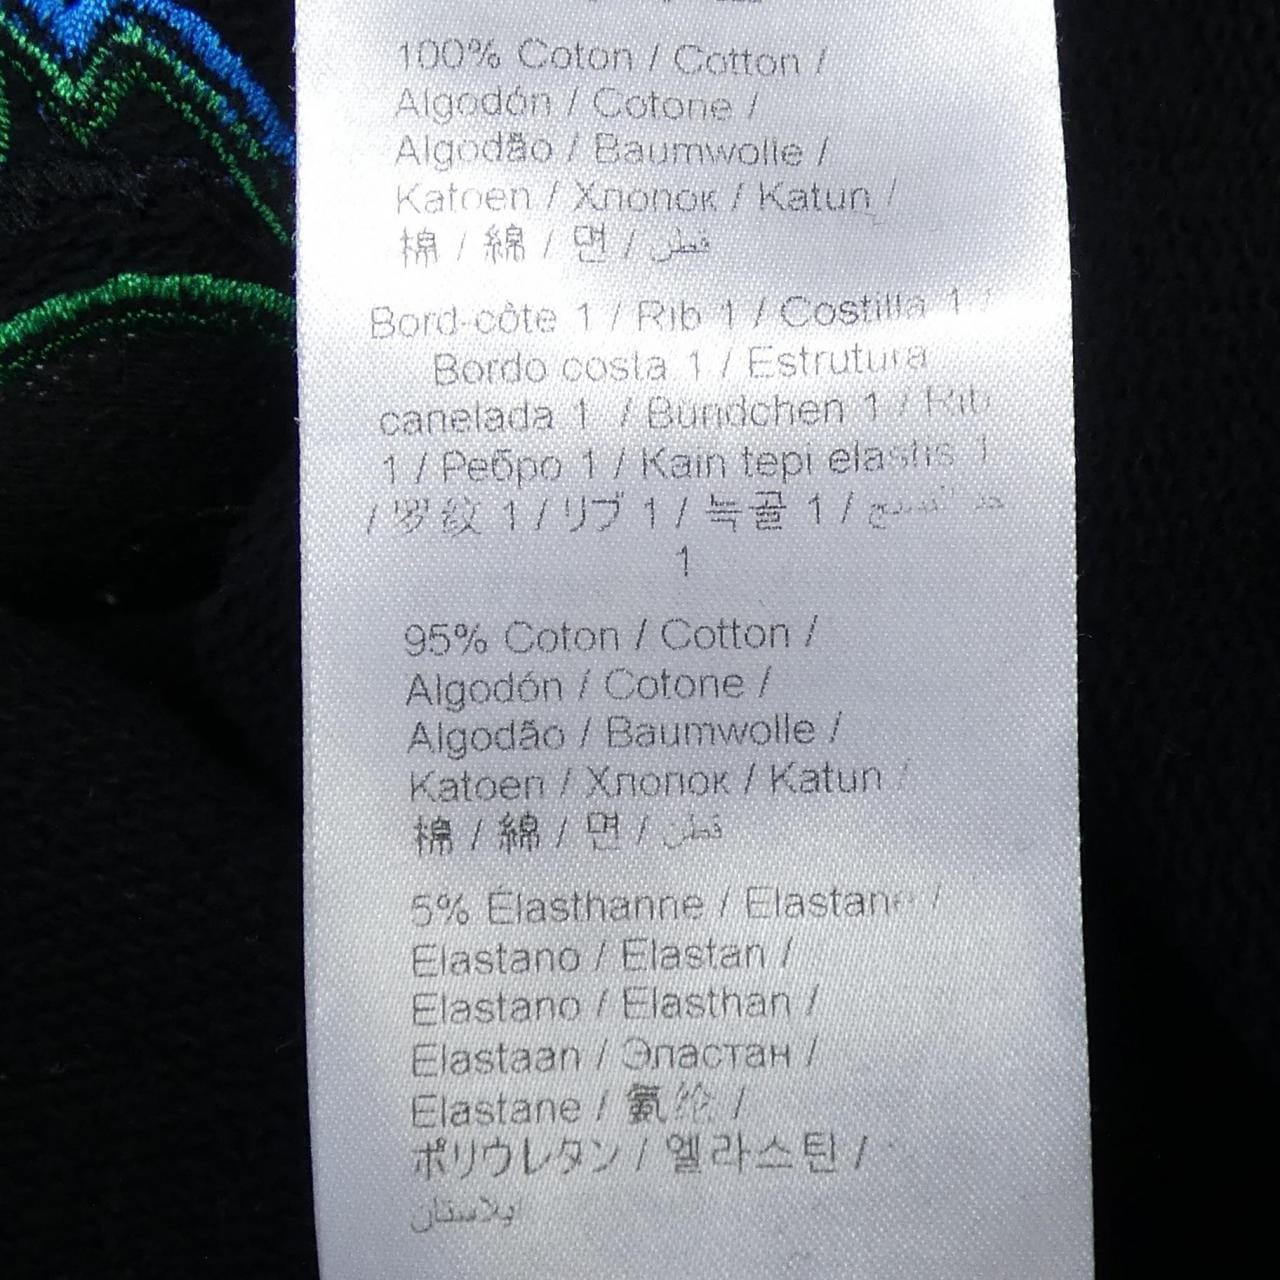 100% Coton / Cotton /
Algodón / Cotone /
Algodão / Baumwolle /
Katoen / Хлопок / Katun /
棉 / 綿 / 면 / قطن
Bord-côte 1 / Rib 1 / Costilla 1 /
Bordo costa 1 / Estrutura
canelada 1 / Bündchen 1 / Rib
1 / Ребро 1 / Kain tepi elastis 1
/ 罗纹 1 / リブ 1 / 늑골 1 /
1
95% Coton / Cotton /
Algodón / Cotone /
Algodão / Baumwolle /
Katoen / Хлопок / Katun /
棉 / 綿 / 면 / قطن
5% Élasthanne / Elastane /
Elastano / Elastan /
Elastano / Elasthan /
Elastaan / Эластан /
Elastane / 氨纶 /
ポリウレタン / 엘라스틴 /
ايلاستان